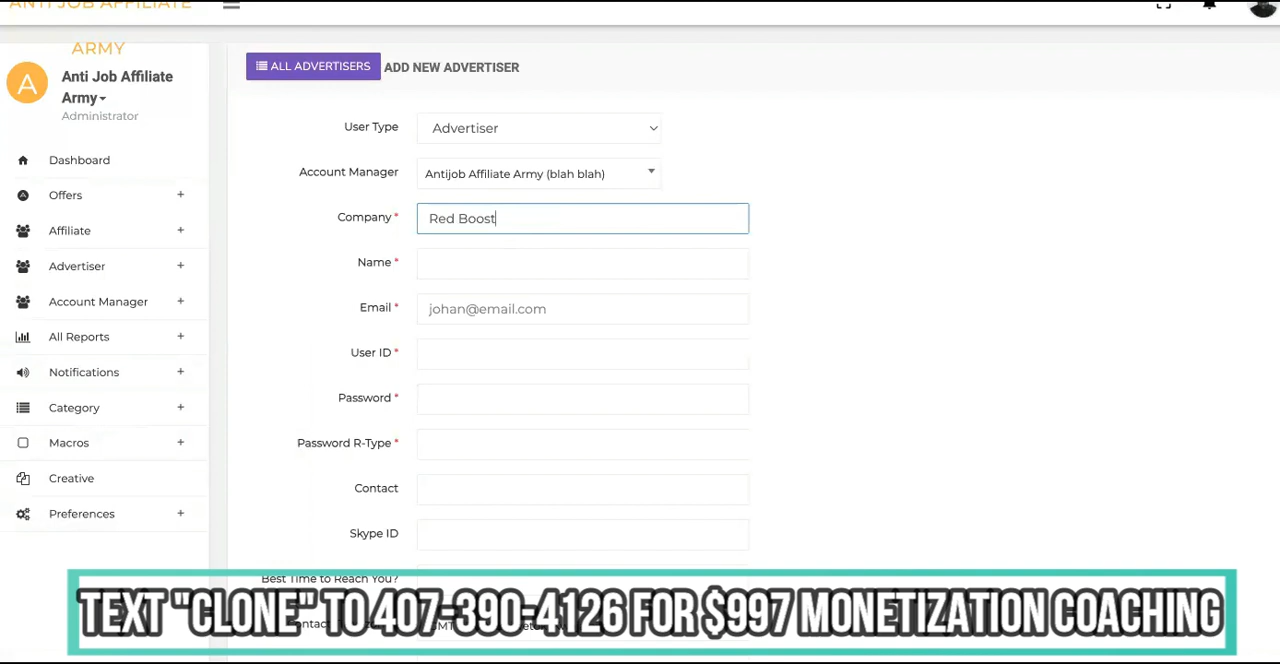 ANTI JOB AFFILIATE
ARMY
A
Anti Job Affiliate
Army
Administrator
Dashboard
Offers +
Affiliate +
Advertiser +
Account Manager +
All Reports +
Notifications +
Category +
Macros +
Creative
Preferences +
ALL ADVERTISERS ADD NEW ADVERTISER
User Type Advertiser
Account Manager Antijob Affiliate Army (blah blah)
Company * Red Boost
Name *
Email * johan@email.com
User ID *
Password *
Password R-Type *
Contact
Skype ID
Best Time to Reach You?
TEXT "CLONE" TO 407-390-4126 FOR $997 MONETIZATION COACHING